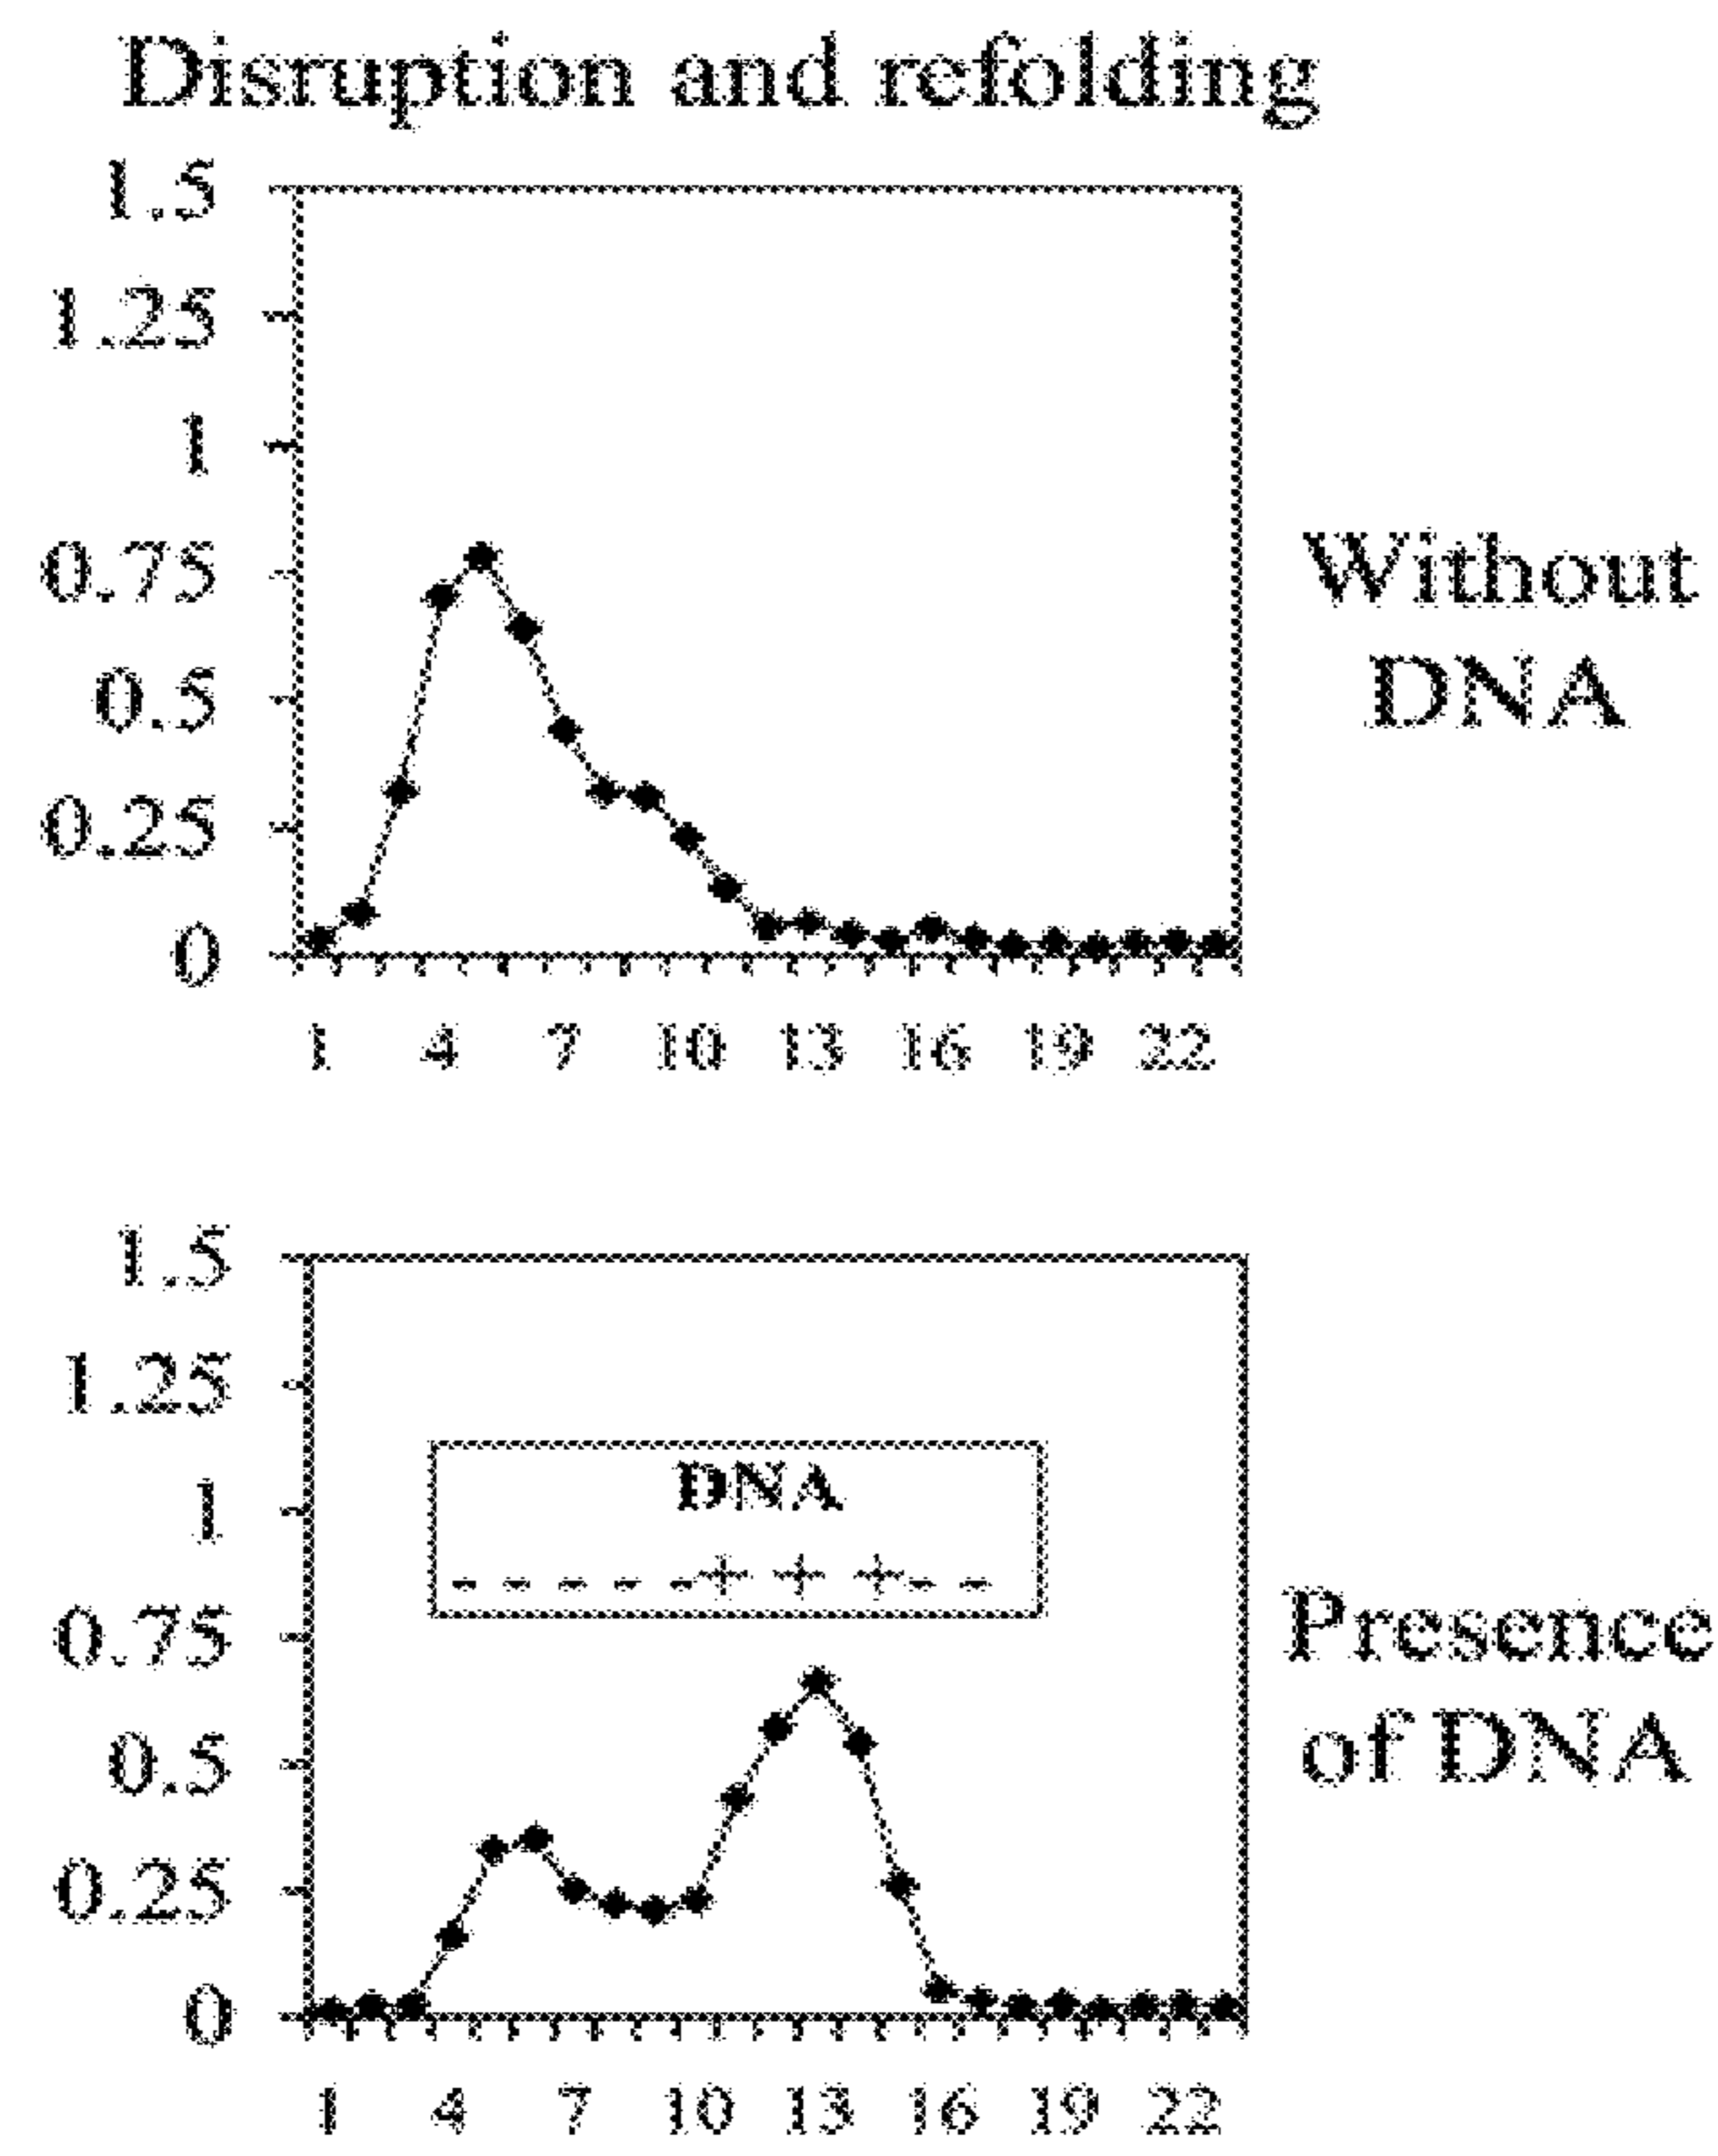 Disruption and refolding
1.5
1.25
1
0.75
0.5
0.25
0
1 4 7 10 13 16 19 22
Without
DNA
1.5
1.25
1
0.75
0.5
0.25
0
DNA
- - - - - + + + - -
1 4 7 10 13 16 19 22
Presence
of DNA